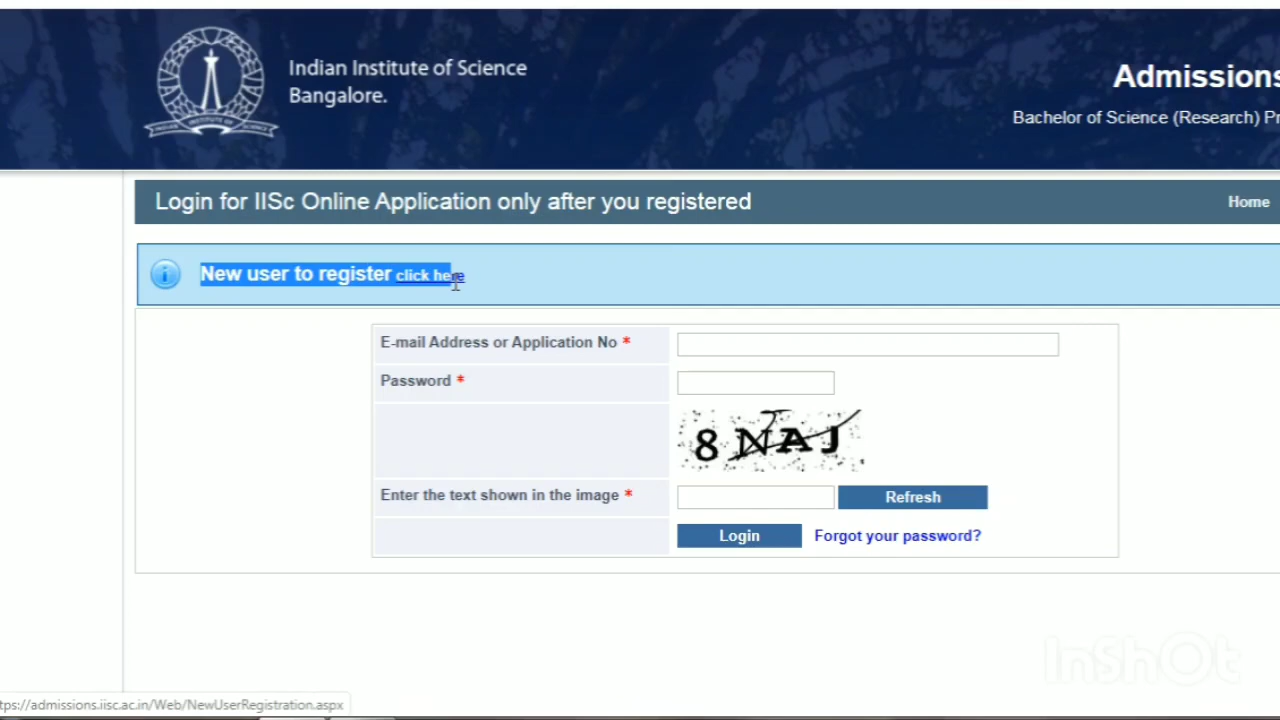 Indian Institute of Science
Bangalore.
INDIAN INSTITUTE OF SCIENCE
Admissions
Bachelor of Science (Research) Pr
Login for IISc Online Application only after you registered
Home
New user to register click here
E-mail Address or Application No *
Password *
8NAJ
Enter the text shown in the image *
Refresh
Login
Forgot your password?
InShOt
tps://admissions.iisc.ac.in/Web/NewUserRegistration.aspx